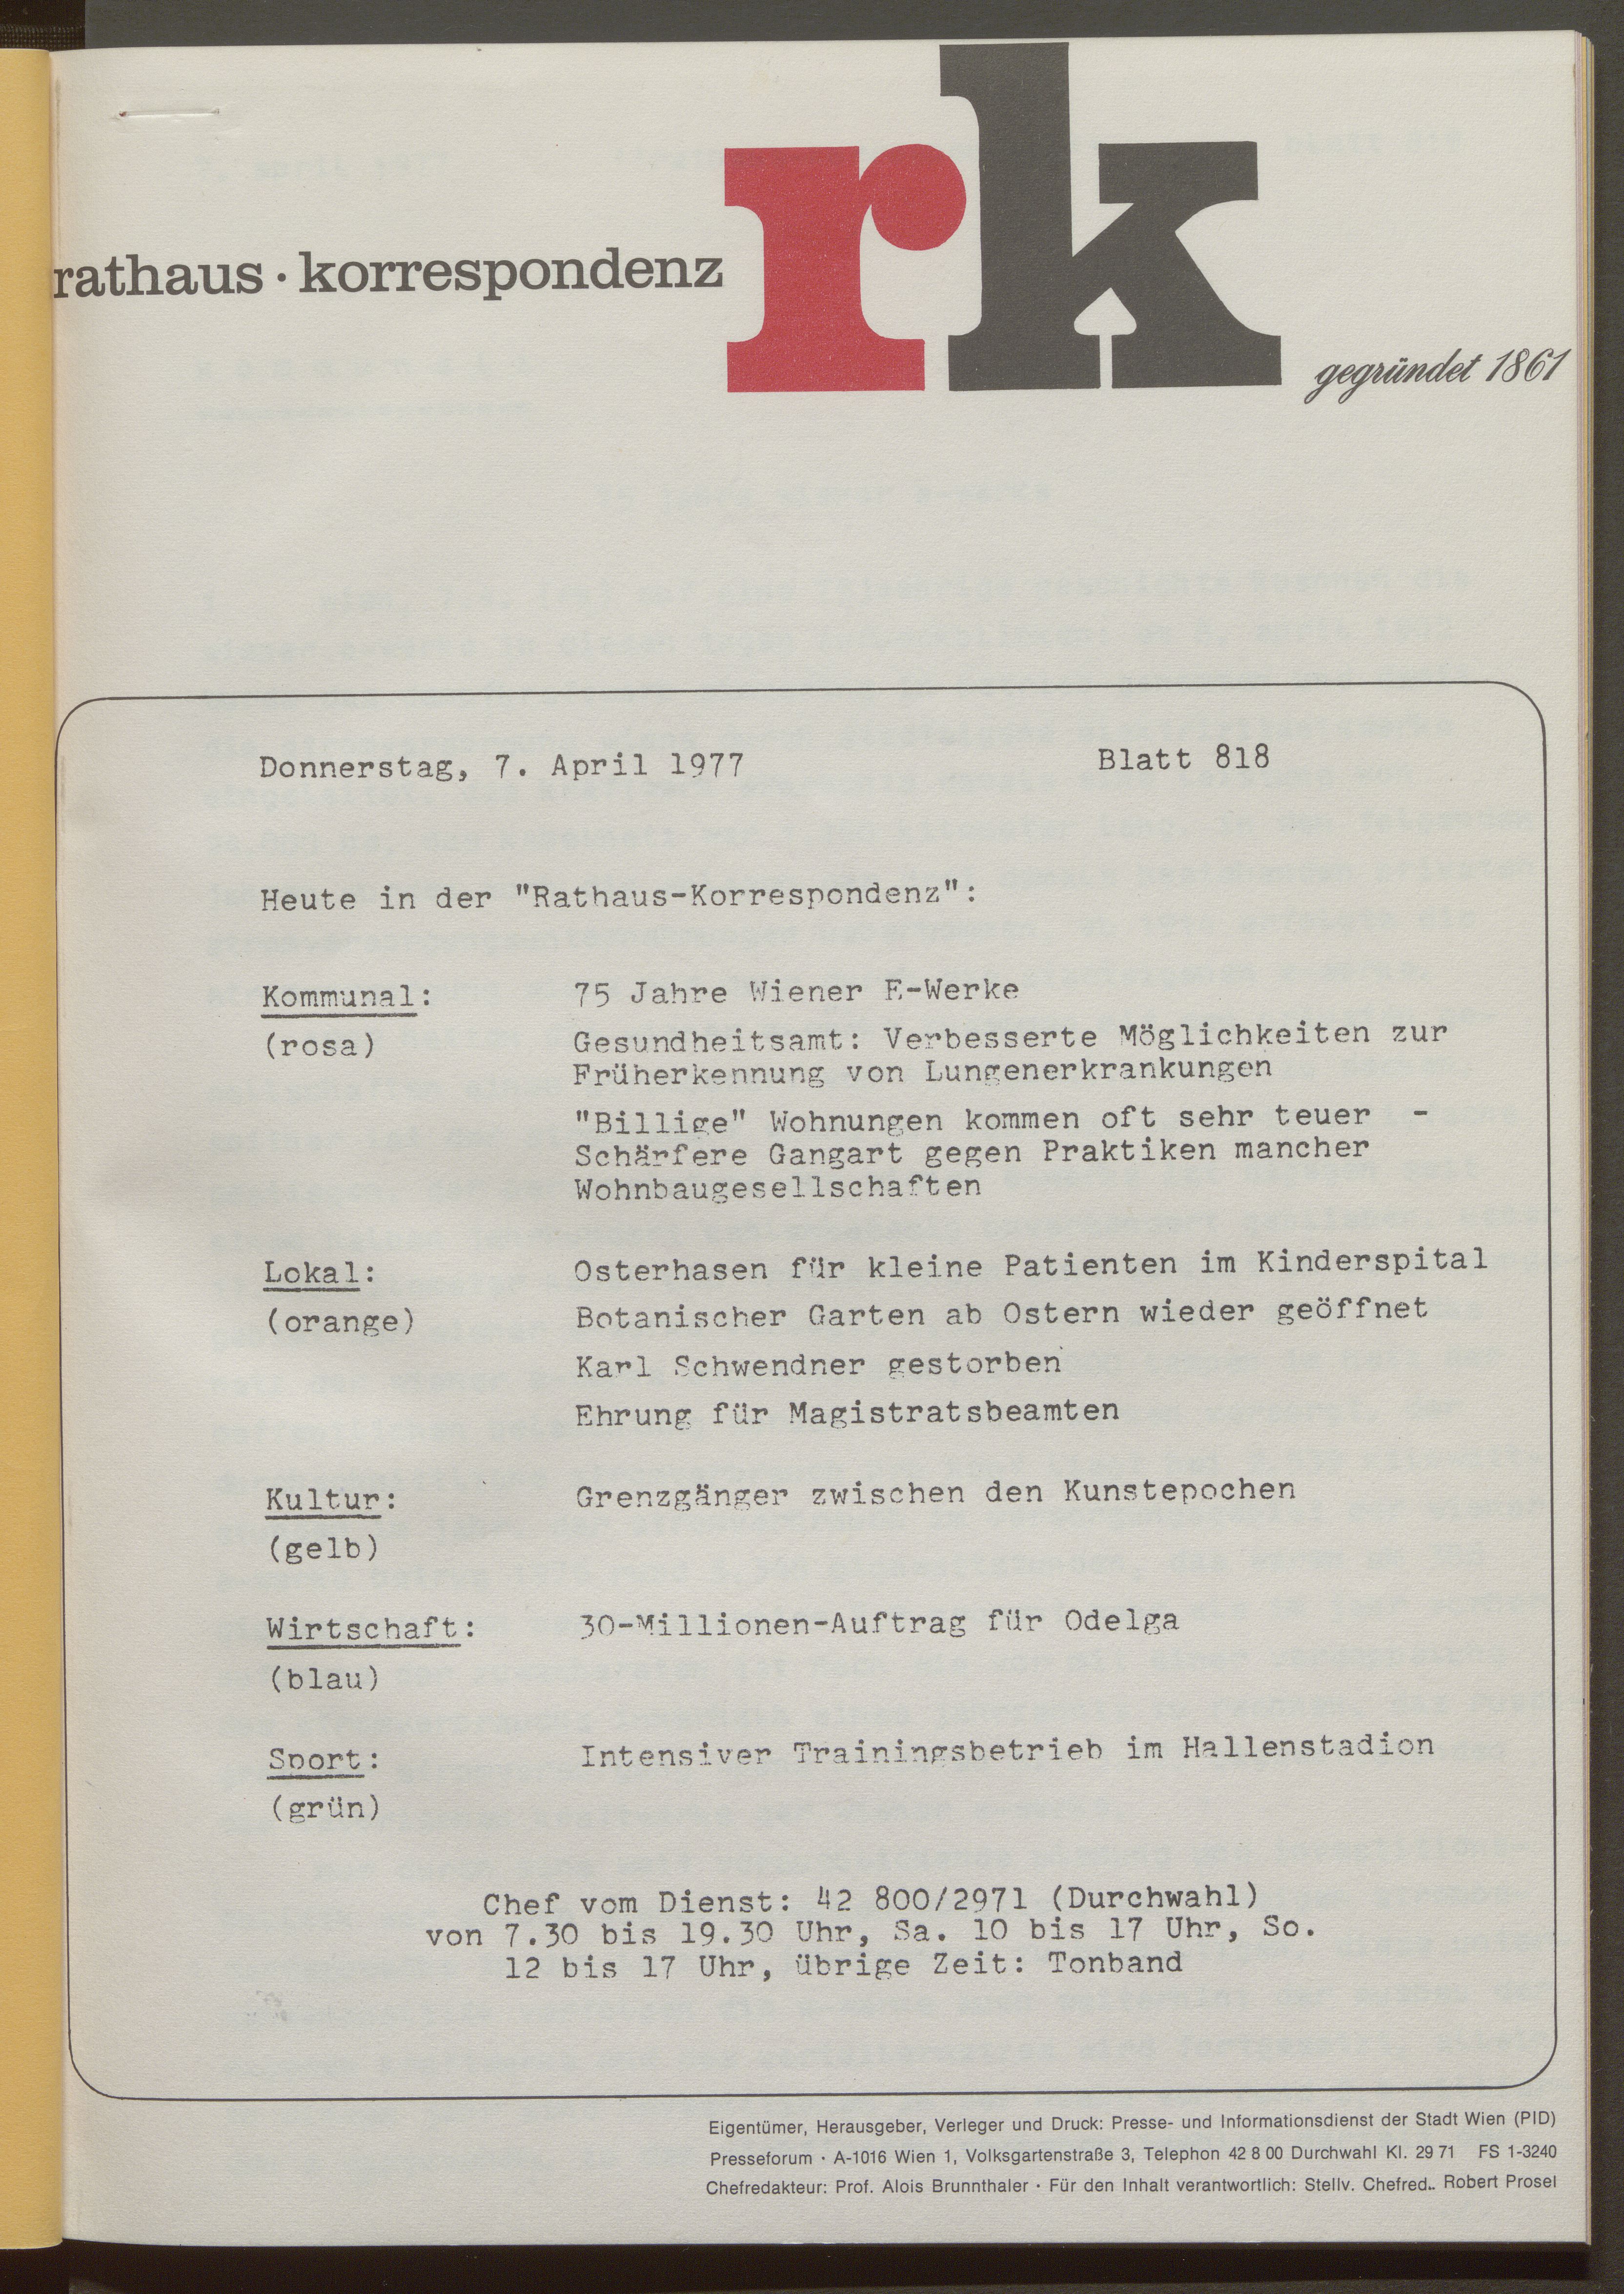 rathaus · korrespondenz
rk
gegründet 1861
Donnerstag, 7. April 1977 Blatt 818
Heute in der "Rathaus-Korrespondenz":
Kommunal: 75 Jahre Wiener E-Werke
(rosa) Gesundheitsamt: Verbesserte Möglichkeiten zur
Früherkennung von Lungenerkrankungen
"Billige" Wohnungen kommen oft sehr teuer -
Schärfere Gangart gegen Praktiken mancher
Wohnbaugesellschaften
Lokal: Osterhasen für kleine Patienten im Kinderspital
(orange) Botanischer Garten ab Ostern wieder geöffnet
Karl Schwendner gestorben
Ehrung für Magistratsbeamten
Kultur: Grenzgänger zwischen den Kunstepochen
(gelb)
Wirtschaft: 30-Millionen-Auftrag für Odelga
(blau)
Sport: Intensiver Trainingsbetrieb im Hallenstadion
(grün)
Chef vom Dienst: 42 800/2971 (Durchwahl)
von 7.30 bis 19.30 Uhr, Sa. 10 bis 17 Uhr, So.
12 bis 17 Uhr, übrige Zeit: Tonband
Eigentümer, Herausgeber, Verleger und Druck: Presse- und Informationsdienst der Stadt Wien (PID)
Presseforum · A-1016 Wien 1, Volksgartenstraße 3, Telephon 42 8 00 Durchwahl Kl. 29 71 FS 1-3240
Chefredakteur: Prof. Alois Brunnthaler · Für den Inhalt verantwortlich: Stellv. Chefred.. Robert Prosel